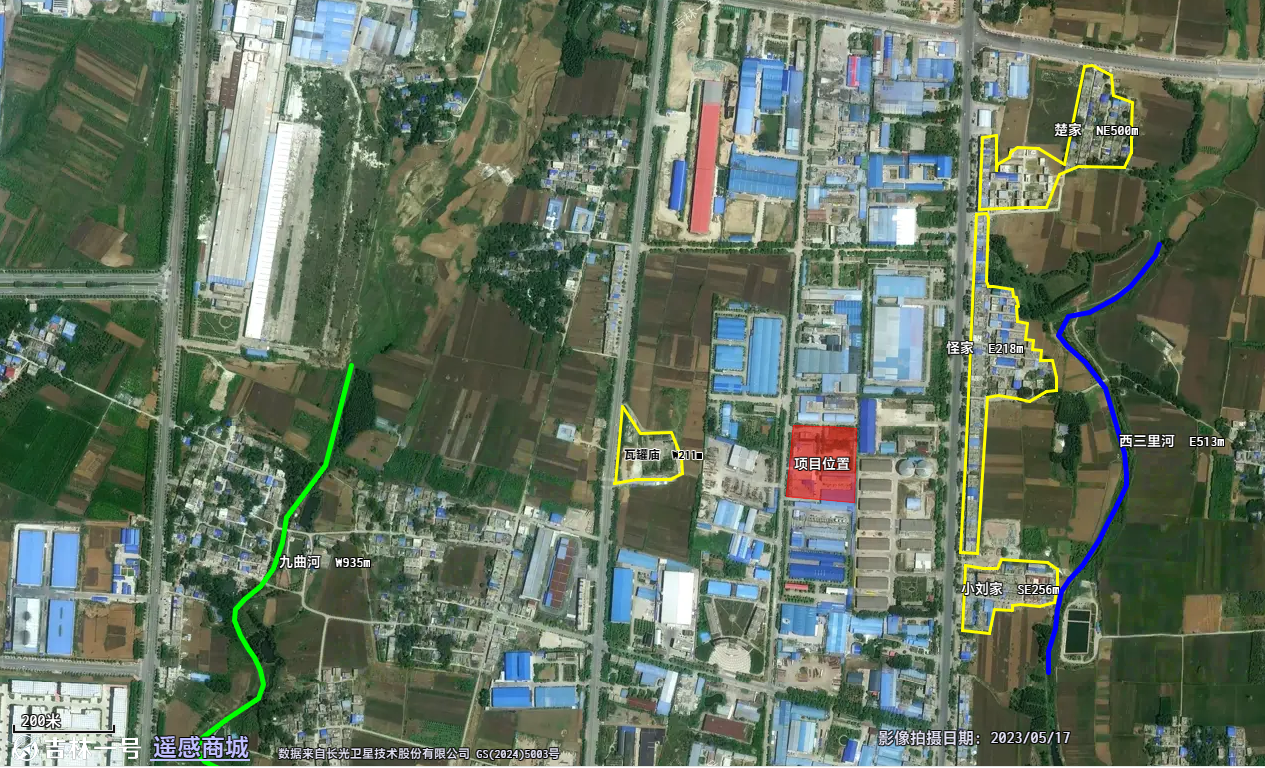 楚家 NE500m
怪家 E218m
西三里河 E513m
瓦罐庙 W211m
项目位置
九曲河 W935m
小刘家 SE256m
200米
影像拍摄日期: 2023/05/17
吉林一号 遥感商城
数据来自长光卫星技术股份有限公司 GS(2024)5003号